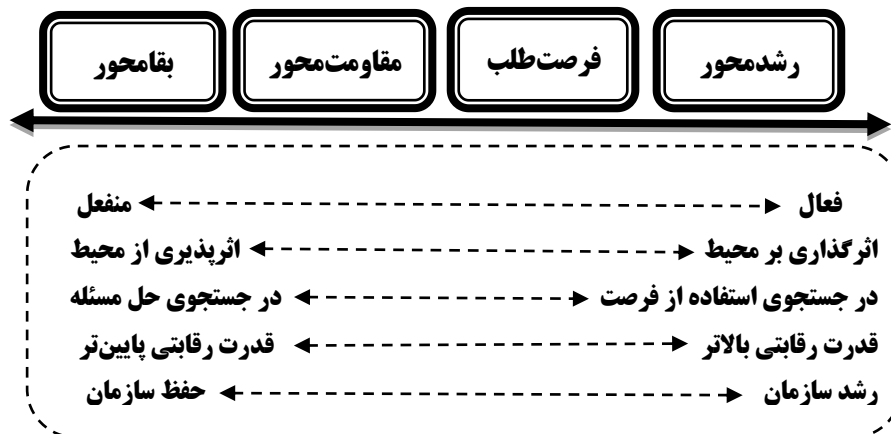 رشدمحور فرصت‌طلب مقاومت‌محور بقامحور
فعال منفعل
اثرگذاری بر محیط اثرپذیری از محیط
در جستجوی استفاده از فرصت در جستجوی حل مسئله
قدرت رقابتی بالاتر قدرت رقابتی پایین‌تر
رشد سازمان حفظ سازمان